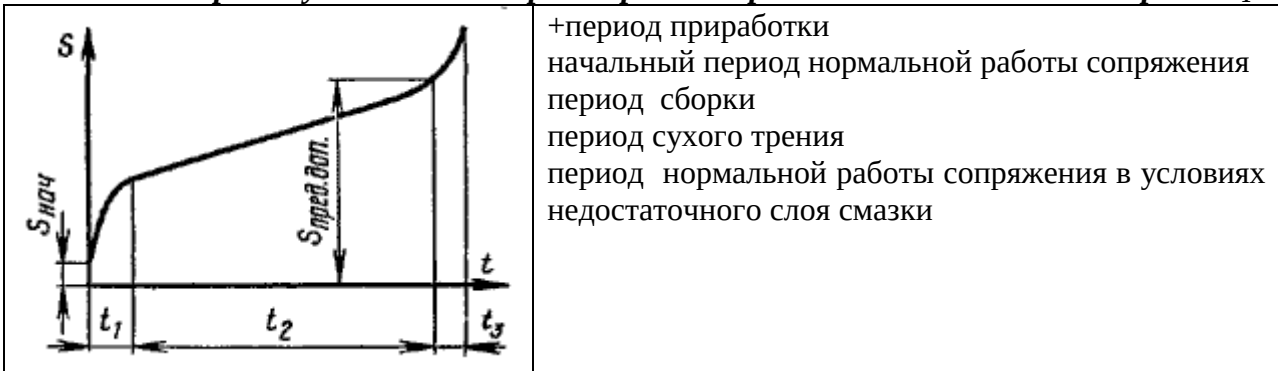 +период приработки
начальный период нормальной работы сопряжения
период сборки
период сухого трения
период нормальной работы сопряжения в условиях
недостаточного слоя смазки
S
Sнач
Sпред.доп.
t
t1
t2
t3